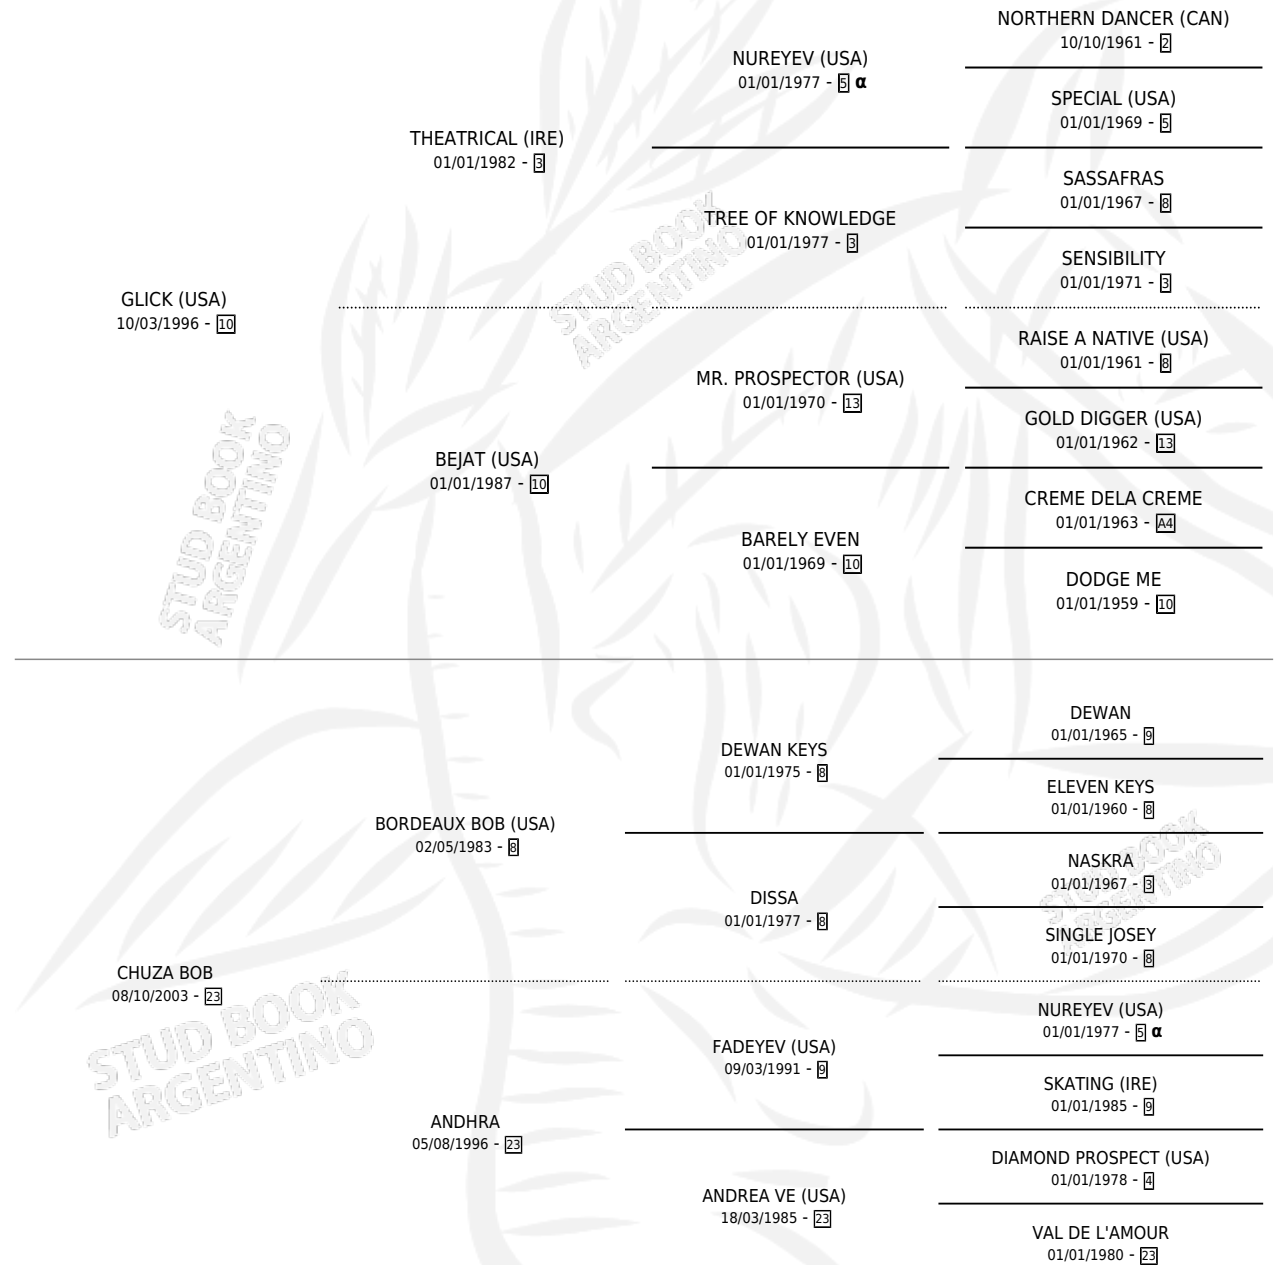 NORTHERN DANCER (CAN)
10/10/1961 - 2
NUREYEV (USA)
01/01/1977 - 5 α
SPECIAL (USA)
01/01/1969 - 5
THEATRICAL (IRE)
01/01/1982 - 3
SASSAFRAS
01/01/1967 - 8
TREE OF KNOWLEDGE
01/01/1977 - 3
SENSIBILITY
01/01/1971 - 3
GLICK (USA)
10/03/1996 - 10
RAISE A NATIVE (USA)
01/01/1961 - 8
MR. PROSPECTOR (USA)
01/01/1970 - 13
GOLD DIGGER (USA)
01/01/1962 - 13
BEJAT (USA)
01/01/1987 - 10
CREME DELA CREME
01/01/1963 - A4
BARELY EVEN
01/01/1969 - 10
DODGE ME
01/01/1959 - 10
DEWAN
01/01/1965 - 9
DEWAN KEYS
01/01/1975 - 8
ELEVEN KEYS
01/01/1960 - 8
BORDEAUX BOB (USA)
02/05/1983 - 8
NASKRA
01/01/1967 - 3
DISSA
01/01/1977 - 8
SINGLE JOSEY
01/01/1970 - 8
CHUZA BOB
08/10/2003 - 23
NUREYEV (USA)
01/01/1977 - 5 α
FADEYEV (USA)
09/03/1991 - 9
SKATING (IRE)
01/01/1985 - 9
ANDHRA
05/08/1996 - 23
DIAMOND PROSPECT (USA)
01/01/1978 - 4
ANDREA VE (USA)
18/03/1985 - 23
VAL DE L'AMOUR
01/01/1980 - 23
STUD BOOK
ARGENTINO
STUD BOOK
ARGENTINO
STUD BOOK
ARGENTINO
STUD BOOK
ARGENTINO